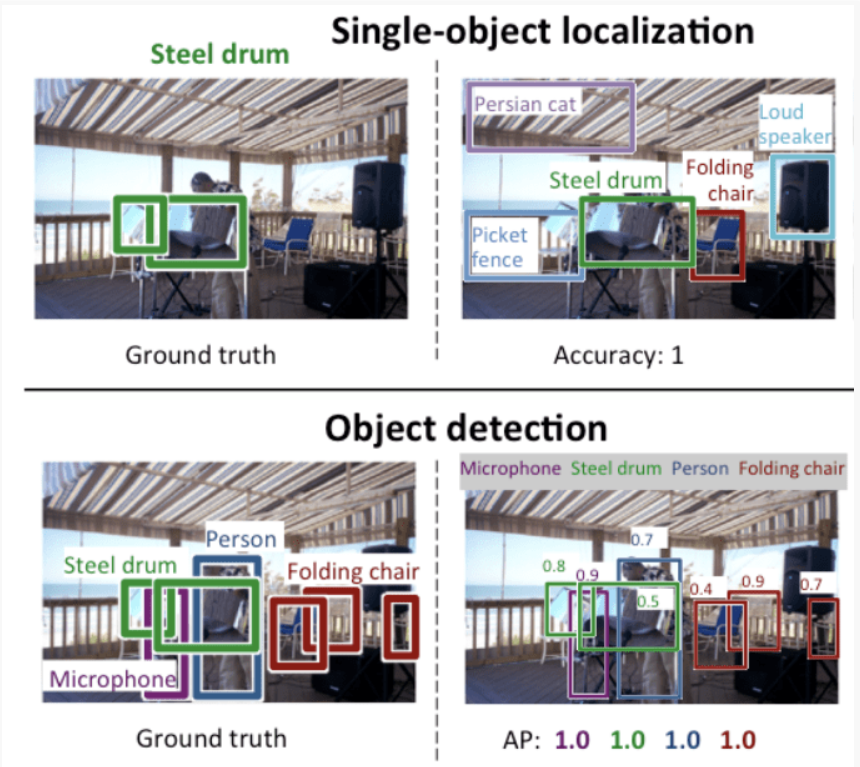 Single-object localization
Steel drum
Persian cat
Loud
speaker
Steel drum
Folding
chair
Picket
fence
Ground truth
Accuracy: 1
Object detection
Microphone Steel drum Person Folding chair
Person
Steel drum
Folding chair
Microphone
0.7
0.8
0.9
0.5
0.4
0.9
0.7
Ground truth
AP: 1.0 1.0 1.0 1.0